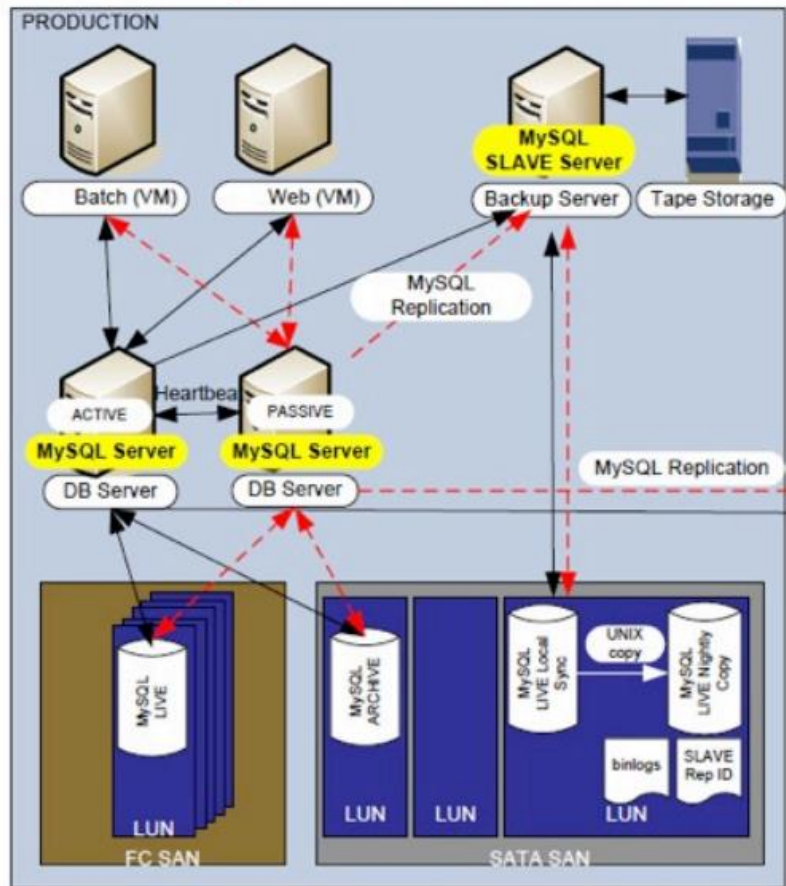 PRODUCTION
MySQL
SLAVE Server
Batch (VM)
Web (VM)
Backup Server
Tape Storage
MySQL
Replication
Heartbea
ACTIVE
PASSIVE
MySQL Server
MySQL Server
DB Server
DB Server
MySQL Replication
MySQL
LIVE
MySQL
ARCHIVE
MySQL
LIVE Local
Sync
UNIX
copy
MySQL
LIVE Nightly
Copy
binlogs
SLAVE
Rep ID
LUN
LUN
LUN
LUN
FC SAN
SATA SAN